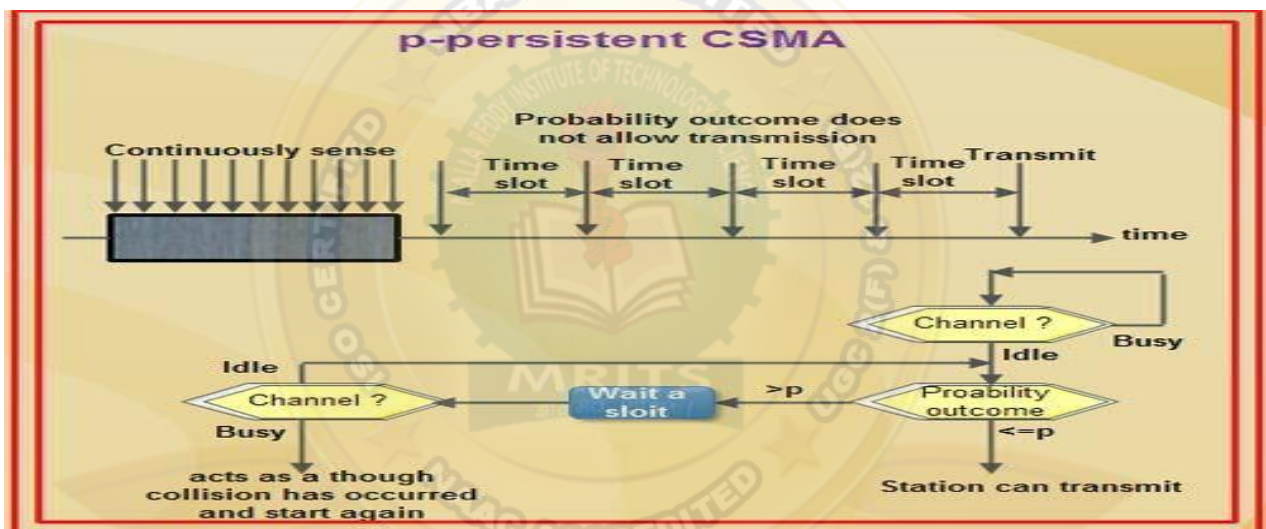 p-persistent CSMA
Probability outcome does
not allow transmission
Continuously sense
Time
slot
Time
slot
Time
slot
Time
slot
Transmit
time
Channel ?
Busy
Idle
Proability
outcome
>p
<=p
Wait a
sloit
Idle
Channel ?
Busy
acts as a though
collision has occurred
and start again
Station can transmit
MRITS